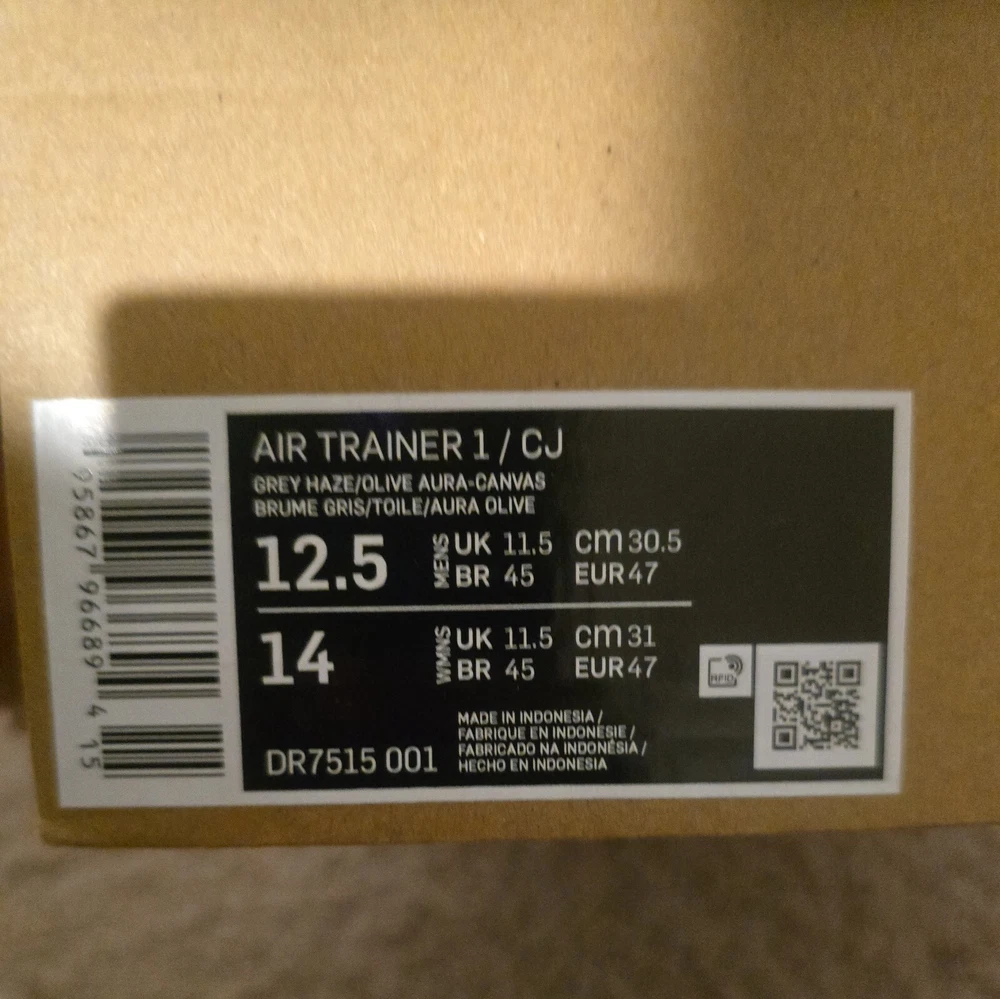 AIR TRAINER 1 / CJ
GREY HAZE/OLIVE AURA-CANVAS
BRUME GRIS/TOILE/AURA OLIVE
12.5 MENS UK 11.5 cm 30.5
BR 45 EUR 47
14 WMNS UK 11.5 cm 31
BR 45 EUR 47
RFID
DR7515 001
MADE IN INDONESIA /
FABRIQUE EN INDONÉSIE /
FABRICADO NA INDONÉSIA /
HECHO EN INDONESIA
95867 96689 4 15